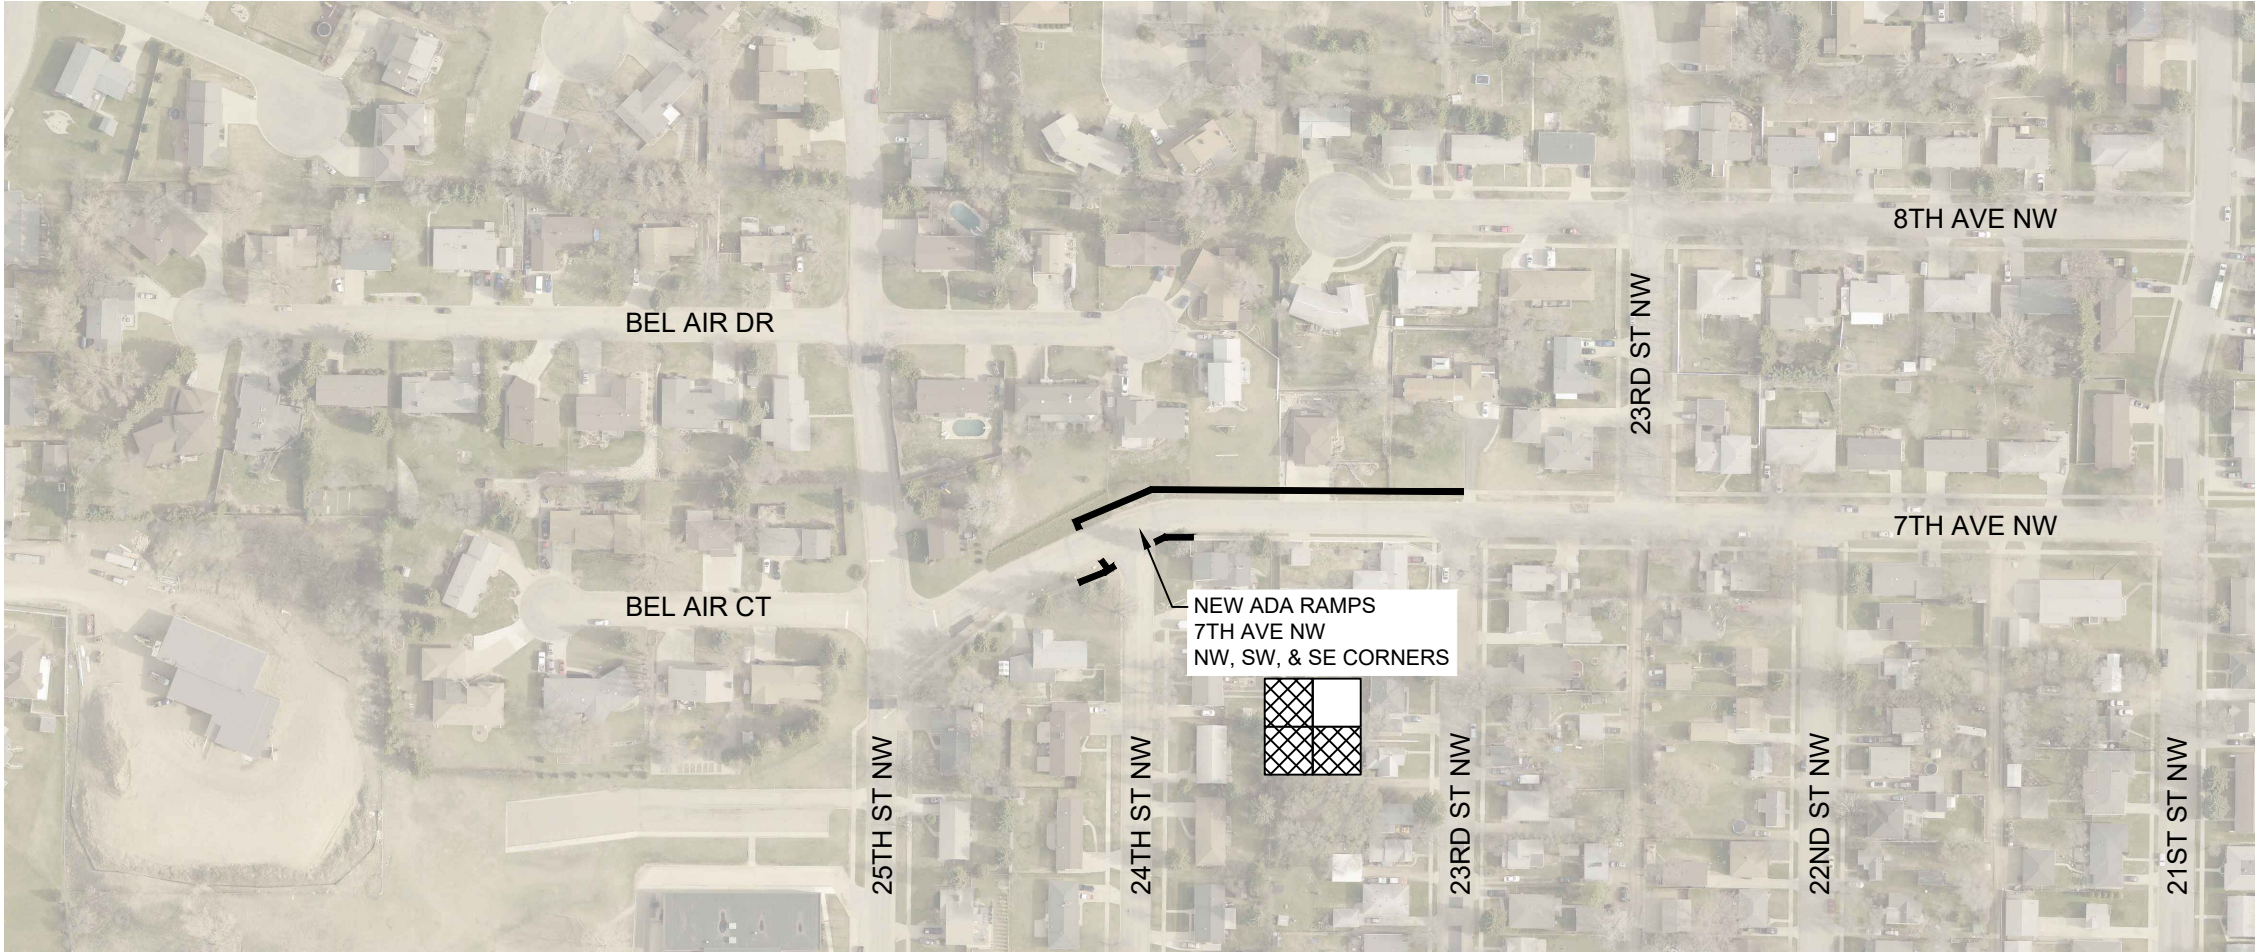 8TH AVE NW
BEL AIR DR
23RD ST NW
7TH AVE NW
BEL AIR CT
NEW ADA RAMPS
7TH AVE NW
NW, SW, & SE CORNERS
25TH ST NW
24TH ST NW
23RD ST NW
22ND ST NW
21ST ST NW